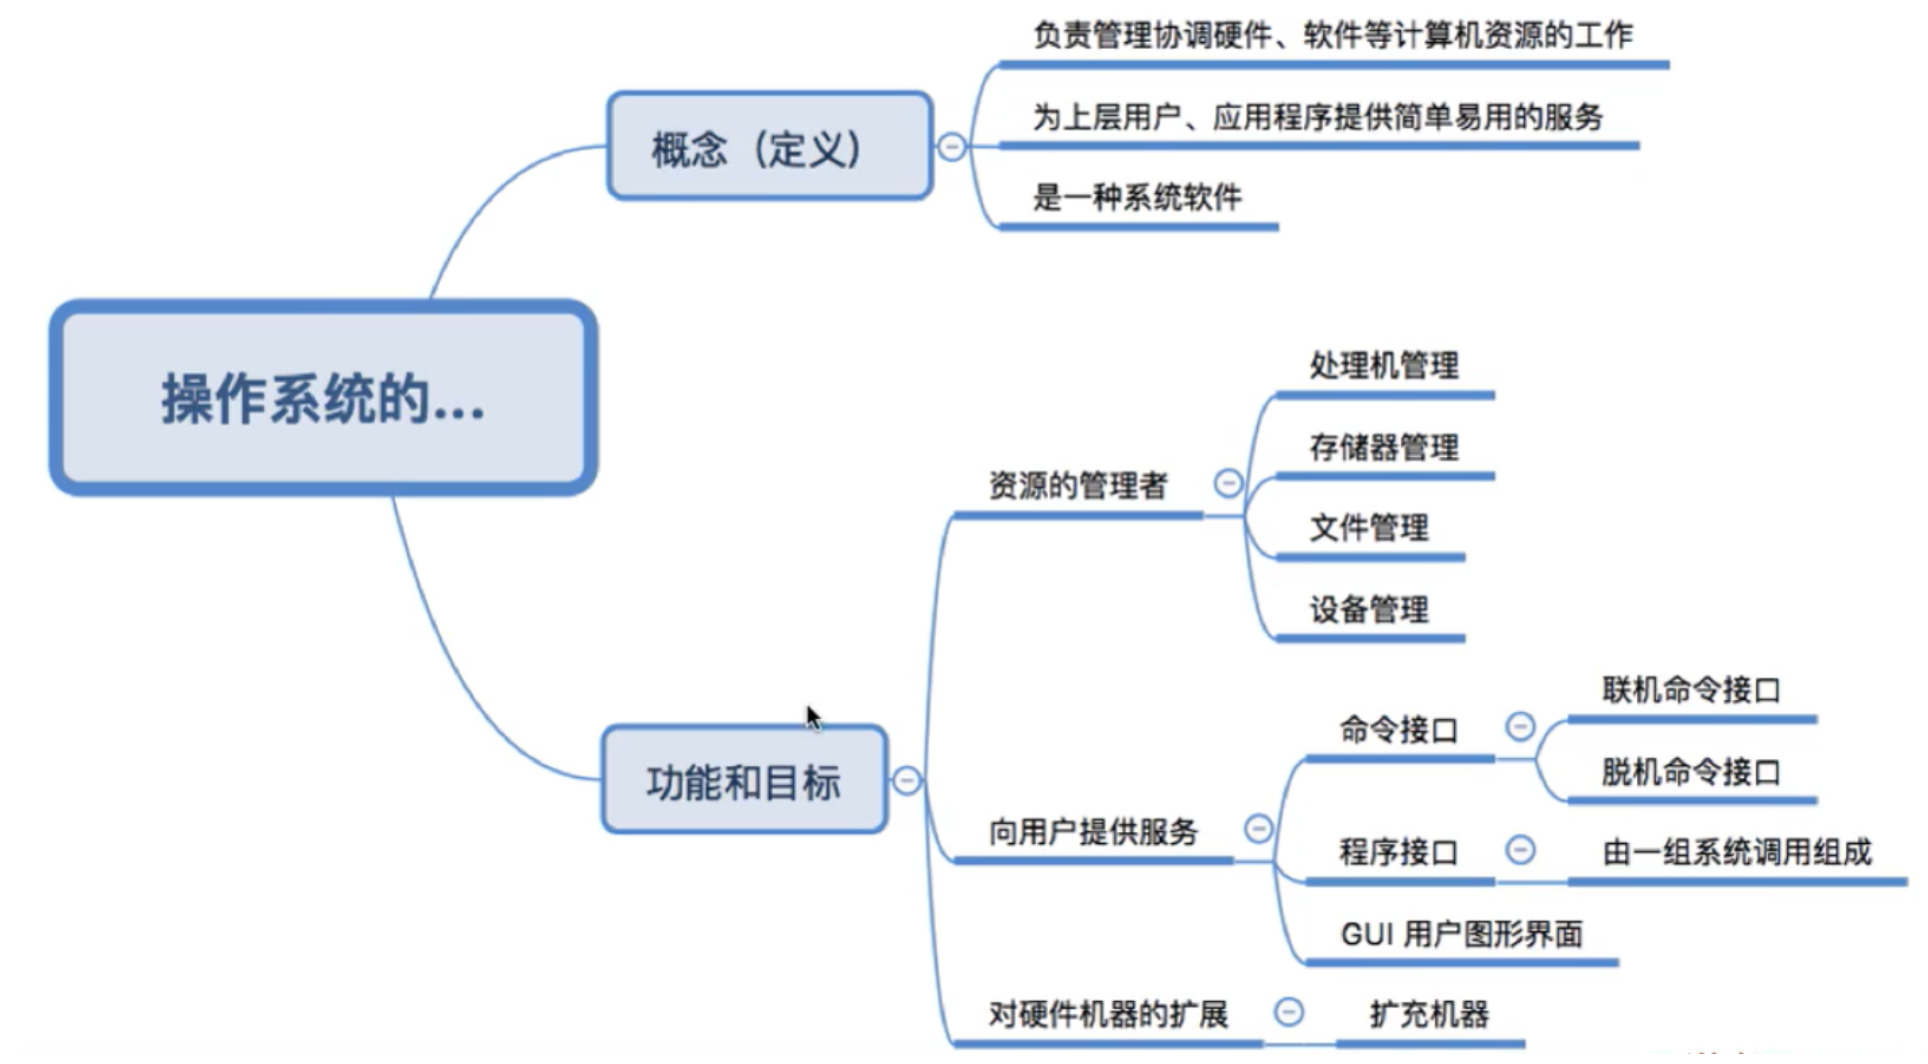 负责管理协调硬件、软件等计算机资源的工作
为上层用户、应用程序提供简单易用的服务
概念（定义）
是一种系统软件
操作系统的...
处理机管理
存储器管理
资源的管理者
文件管理
设备管理
联机命令接口
命令接口
脱机命令接口
功能和目标
向用户提供服务
程序接口
由一组系统调用组成
GUI 用户图形界面
对硬件机器的扩展
扩充机器